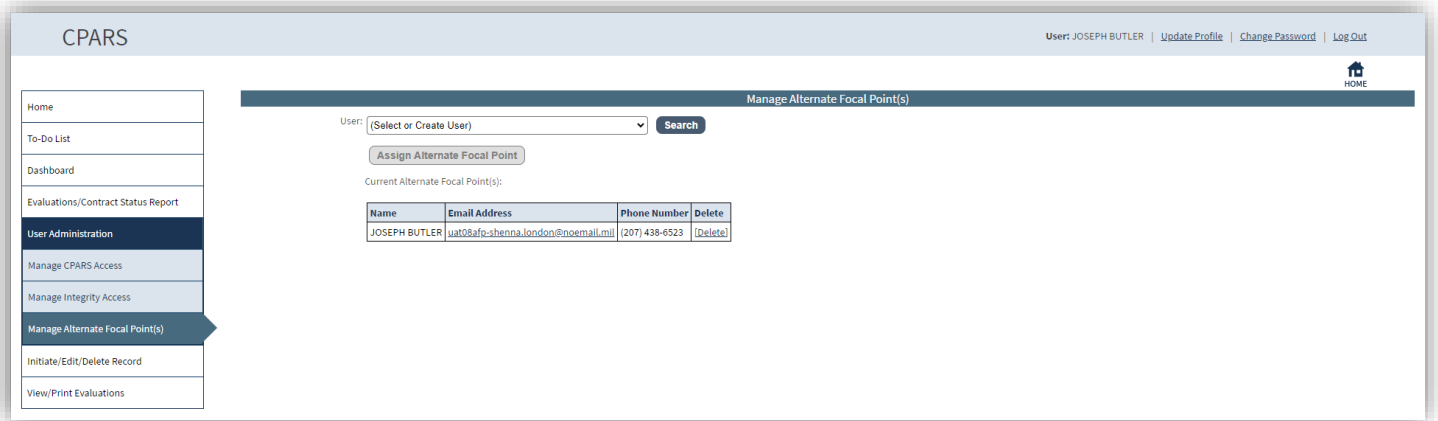 CPARS
User: JOSEPH BUTLER | Update Profile | Change Password | Log Out
HOME
Home
To-Do List
Dashboard
Evaluations/Contract Status Report
User Administration
Manage CPARS Access
Manage Integrity Access
Manage Alternate Focal Point(s)
Initiate/Edit/Delete Record
View/Print Evaluations
Manage Alternate Focal Point(s)
User: (Select or Create User) Search
Assign Alternate Focal Point
Current Alternate Focal Point(s):
Name Email Address Phone Number Delete
JOSEPH BUTLER uat08afp-shenna.london@noemail.mil (207) 438-6523 [Delete]